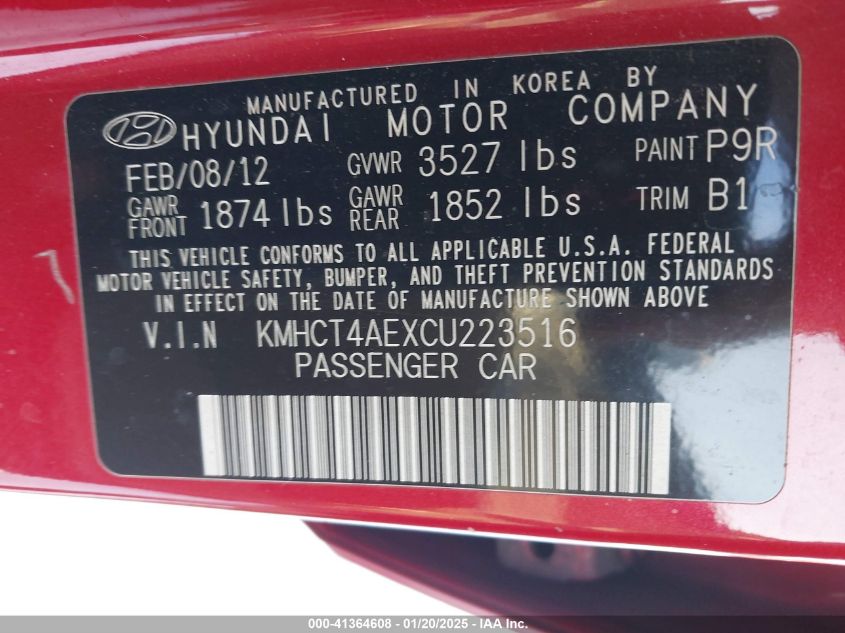 MANUFACTURED IN KOREA BY
HYUNDAI MOTOR COMPANY
FEB/08/12 GVWR 3527 lbs PAINT P9R
GAWR FRONT 1874 lbs GAWR REAR 1852 lbs TRIM B1
THIS VEHICLE CONFORMS TO ALL APPLICABLE U.S.A. FEDERAL
MOTOR VEHICLE SAFETY, BUMPER, AND THEFT PREVENTION STANDARDS
IN EFFECT ON THE DATE OF MANUFACTURE SHOWN ABOVE
V.I.N KMHCT4AEXCU223516
PASSENGER CAR
000-41364608 - 01/20/2025 - IAA Inc.